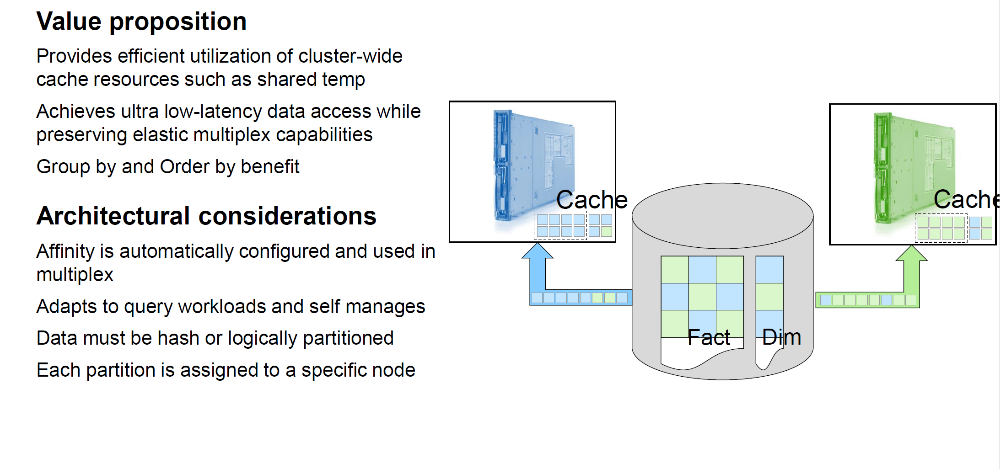 Value proposition
Provides efficient utilization of cluster-wide
cache resources such as shared temp
Achieves ultra low-latency data access while
preserving elastic multiplex capabilities
Group by and Order by benefit
Architectural considerations
Affinity is automatically configured and used in
multiplex
Adapts to query workloads and self manages
Data must be hash or logically partitioned
Each partition is assigned to a specific node
Cache
Cache
Fact
Dim